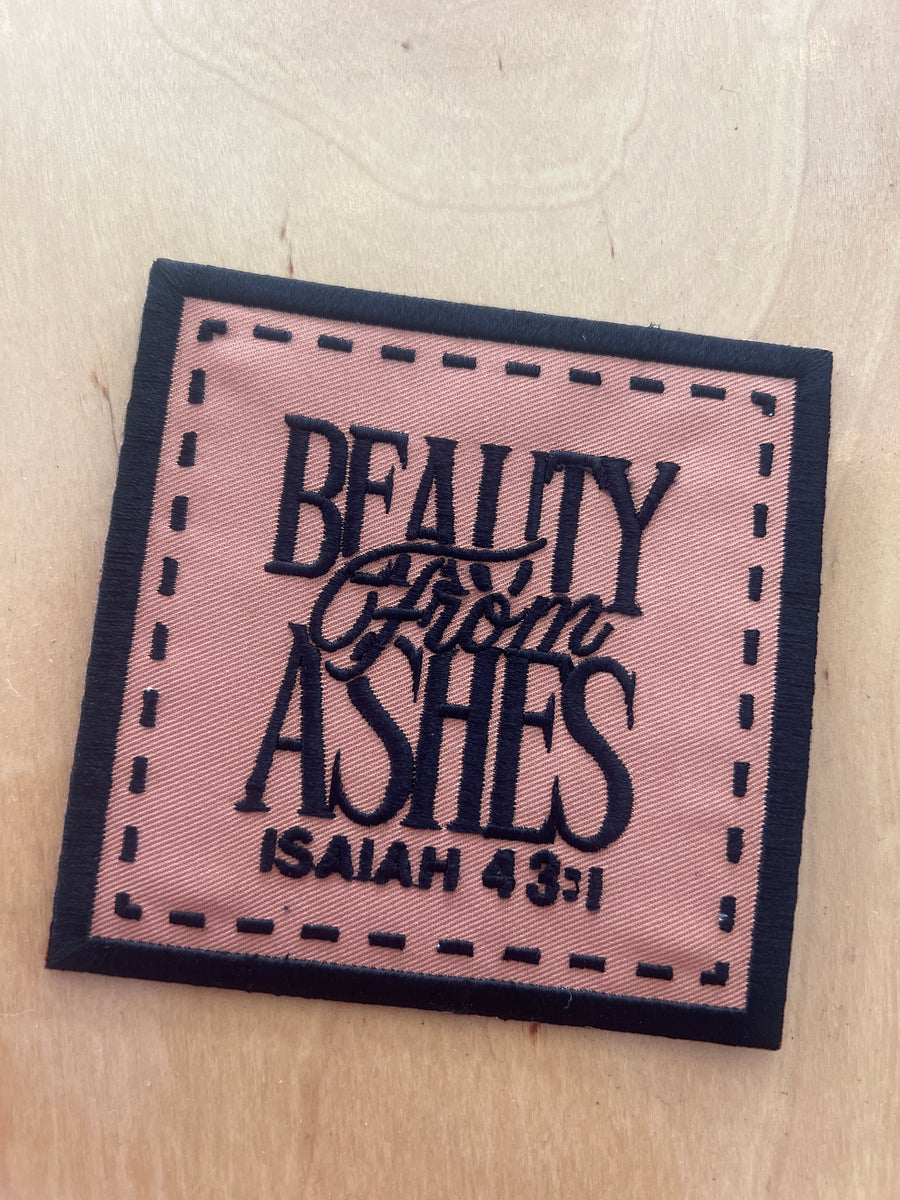 BEAUTY
From
ASHES
ISAIAH 43:1